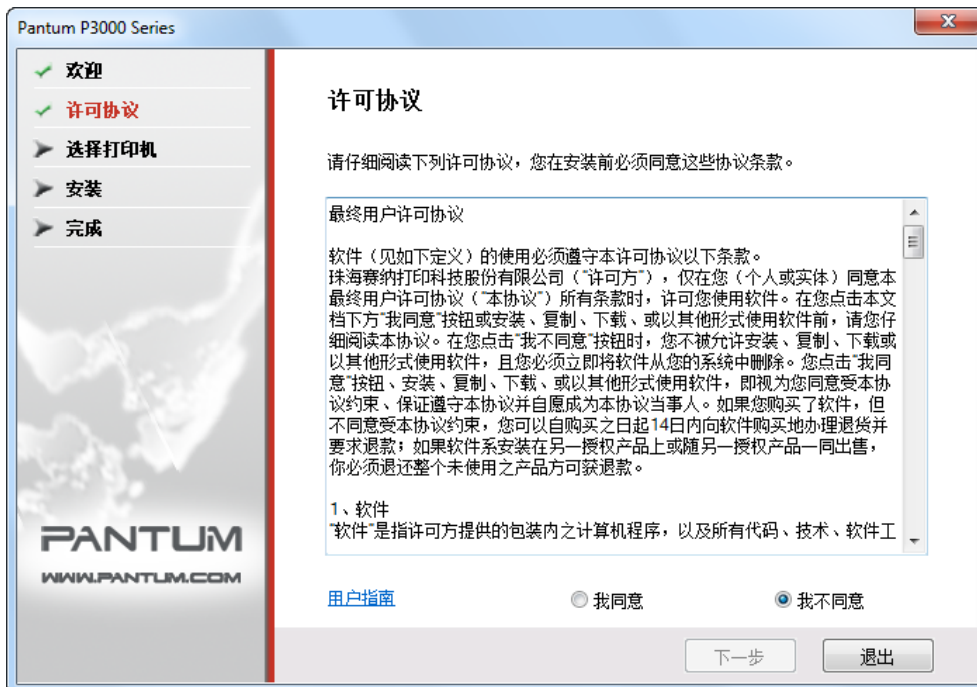 Pantum P3000 Series
欢迎
许可协议
选择打印机
安装
完成
PANTUM
WWW.PANTUM.COM
许可协议
请仔细阅读下列许可协议，您在安装前必须同意这些协议条款。
最终用户许可协议
软件（见如下定义）的使用必须遵守本许可协议以下条款。
珠海赛纳打印科技股份有限公司（"许可方"），仅在您（个人或实体）同意本
最终用户许可协议（"本协议"）所有条款时，许可您使用软件。在您点击本文
档下方"我同意"按钮或安装、复制、下载、或以其他形式使用软件前，请您仔
细阅读本协议。在您点击"我不同意"按钮时，您不被允许安装、复制、下载或
以其他形式使用软件，且您必须立即将软件从您的系统中删除。您点击"我同
意"按钮、安装、复制、下载、或以其他形式使用软件，即视为您同意受本协
议约束、保证遵守本协议并自愿成为本协议当事人。如果您购买了软件，但
不同意受本协议约束，您可以自购买之日起14日内向软件购买地办理退货并
要求退款；如果软件系安装在另一授权产品上或随另一授权产品一同出售，
你必须退还整个未使用之产品方可获退款。
1、软件
"软件"是指许可方提供的包装内之计算机程序，以及所有代码、技术、软件工
用户指南
我同意
我不同意
下一步
退出